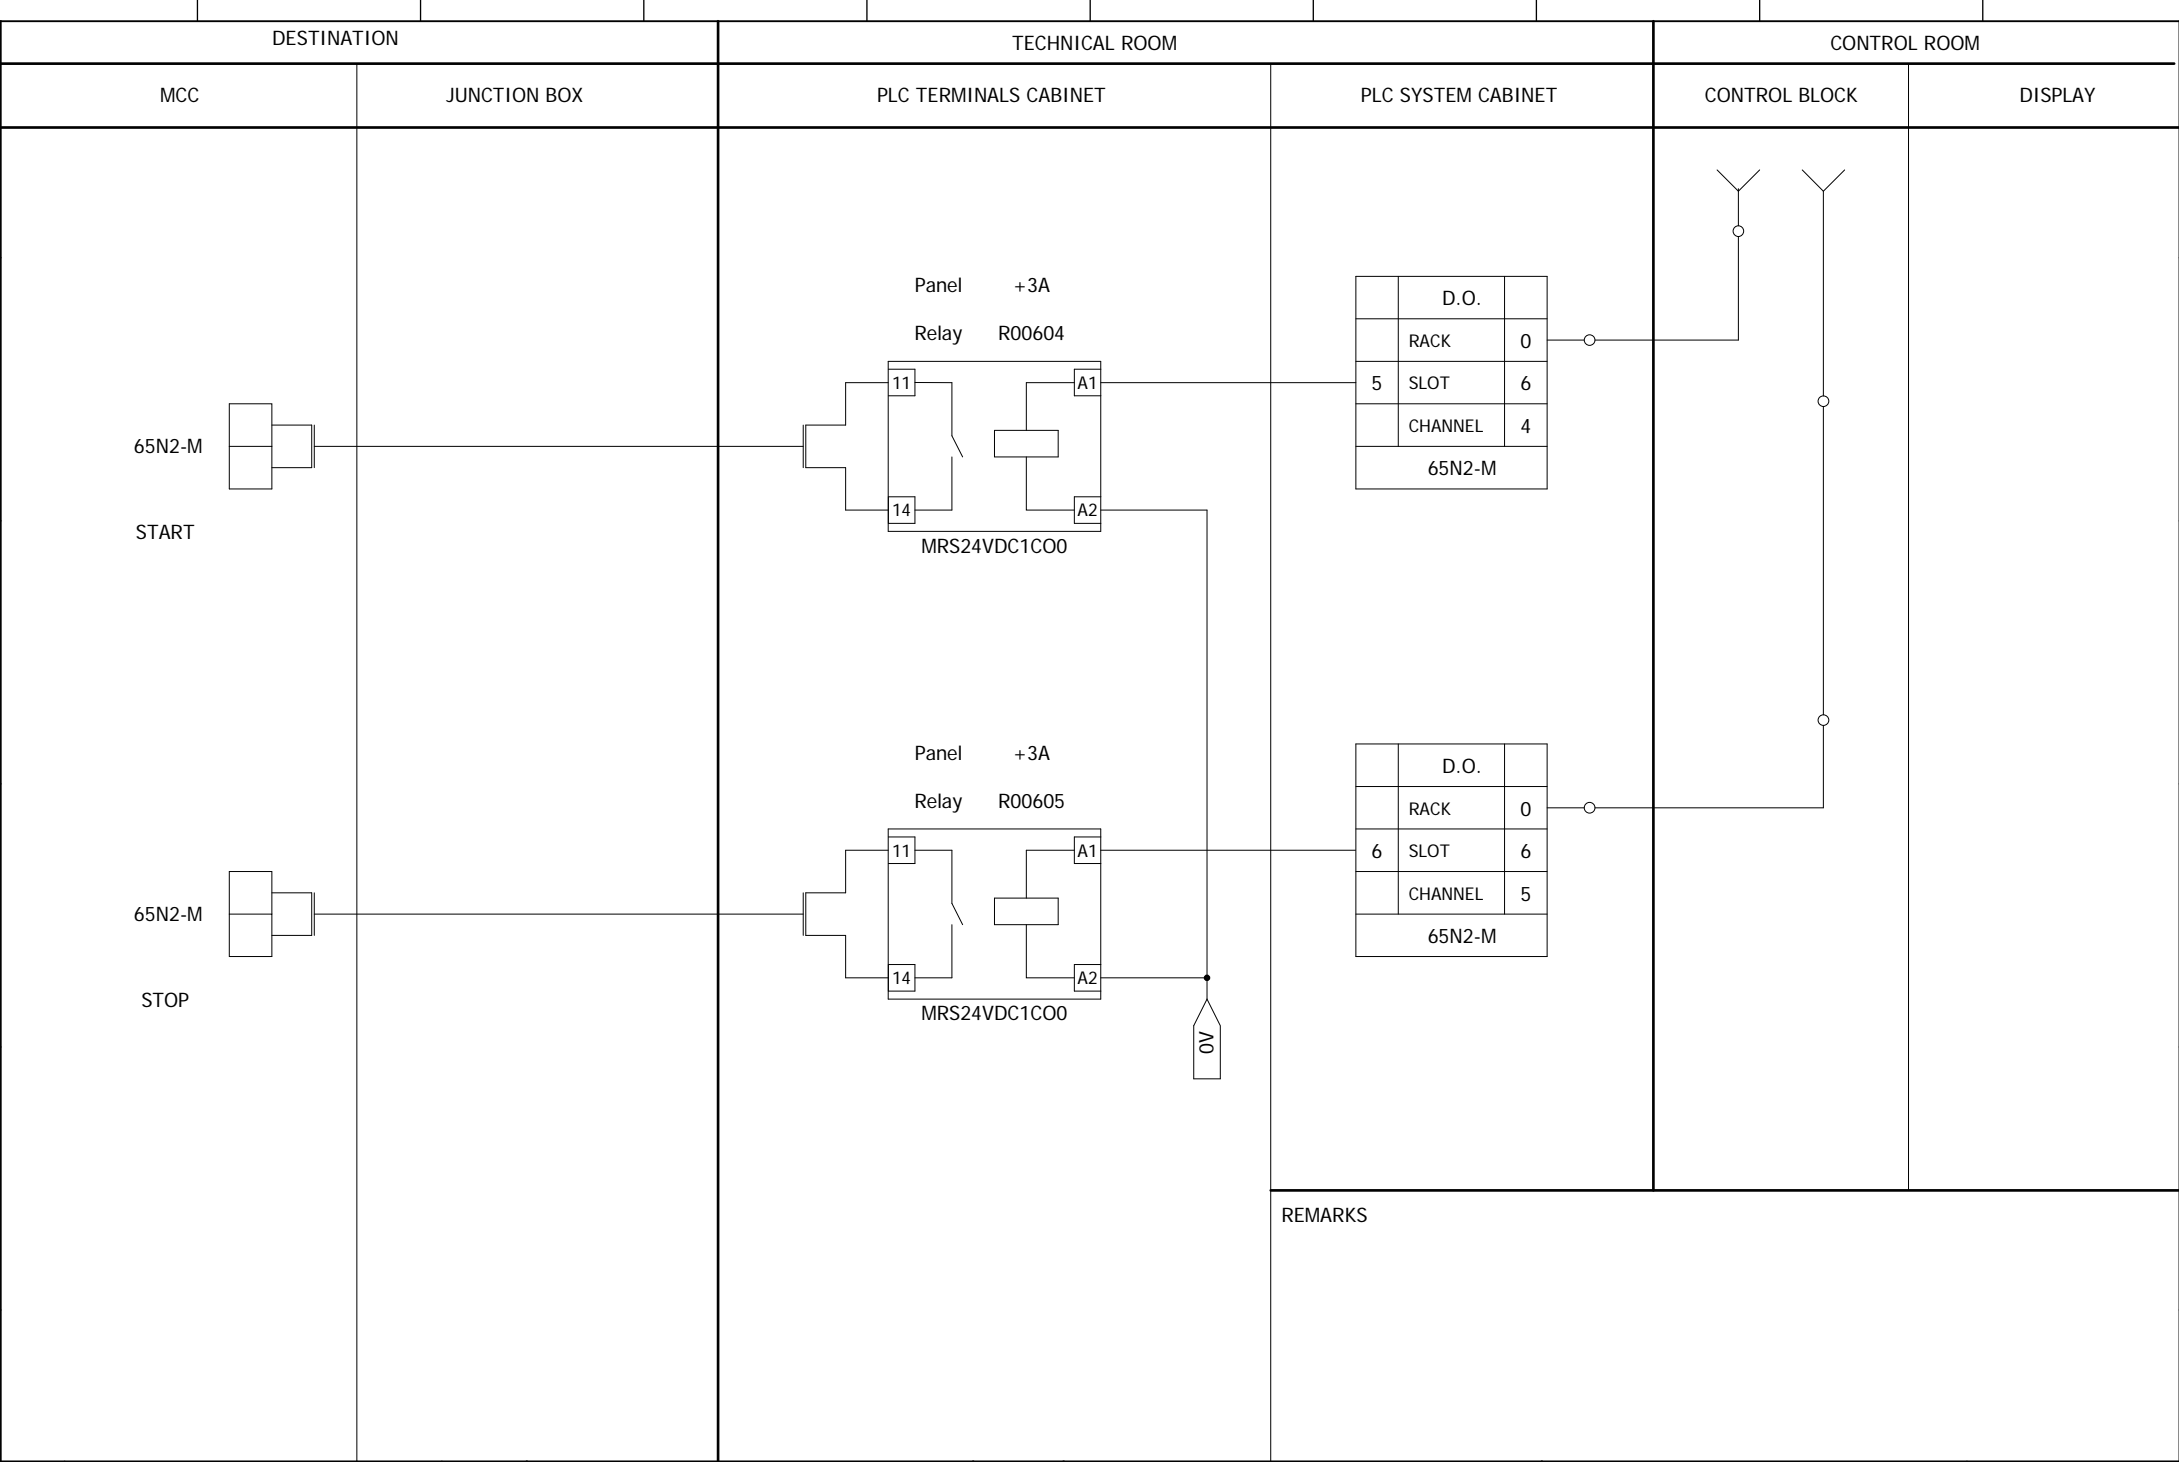 DESTINATION TECHNICAL ROOM CONTROL ROOM
MCC JUNCTION BOX PLC TERMINALS CABINET PLC SYSTEM CABINET CONTROL BLOCK DISPLAY
Panel +3A
D.O.
Relay R00604
RACK 0
11 A1 5 SLOT 6
CHANNEL 4
65N2-M
65N2-M
14 A2
START
MRS24VDC1CO0
Panel +3A
D.O.
Relay R00605
RACK 0
11 A1 6 SLOT 6
CHANNEL 5
65N2-M
65N2-M
14 A2
STOP
MRS24VDC1CO0
0V
REMARKS